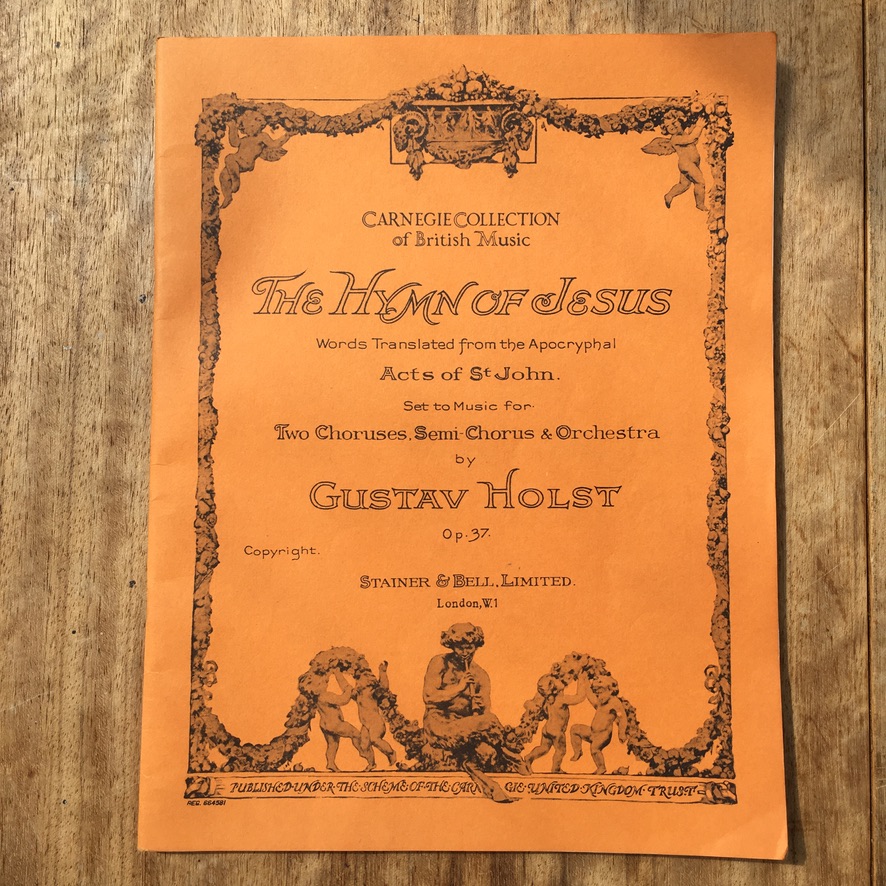 CARNEGIE COLLECTION
of British Music
THE HYMN OF JESUS
Words Translated from the Apocryphal
Acts of St John.
Set to Music for
Two Choruses, Semi-Chorus & Orchestra
by
GUSTAV HOLST
Op. 37.
Copyright.
STAINER & BELL, LIMITED.
London, W.1
PUBLISHED·UNDER·THE·SCHEME·OF·THE·CARNEGIE·UNITED·KINGDOM·TRUST
REG. 664581